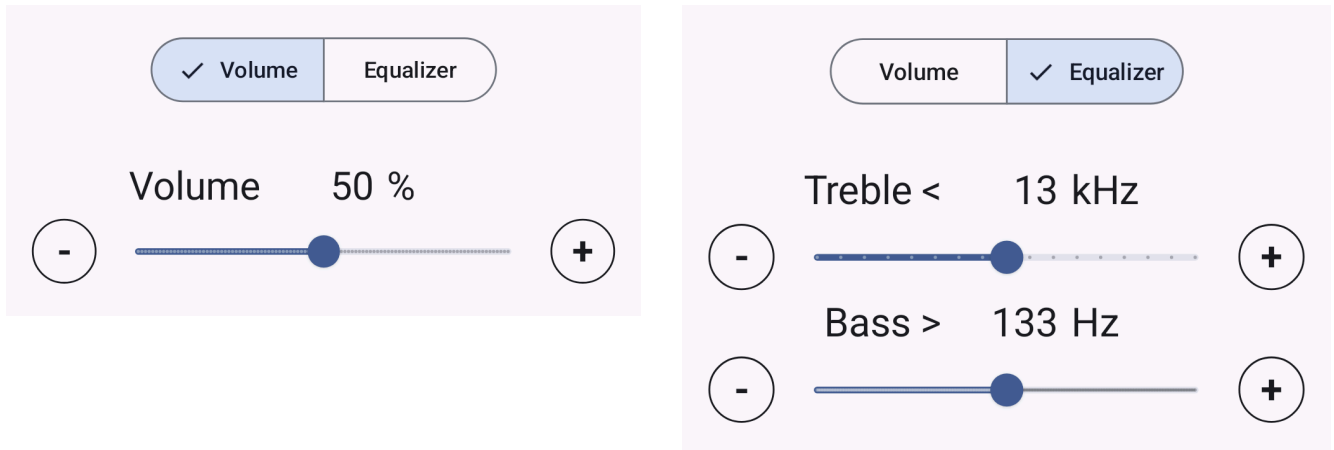 Volume Equalizer
Volume 50 %
- +
Volume Equalizer
Treble < 13 kHz
- +
Bass > 133 Hz
- +